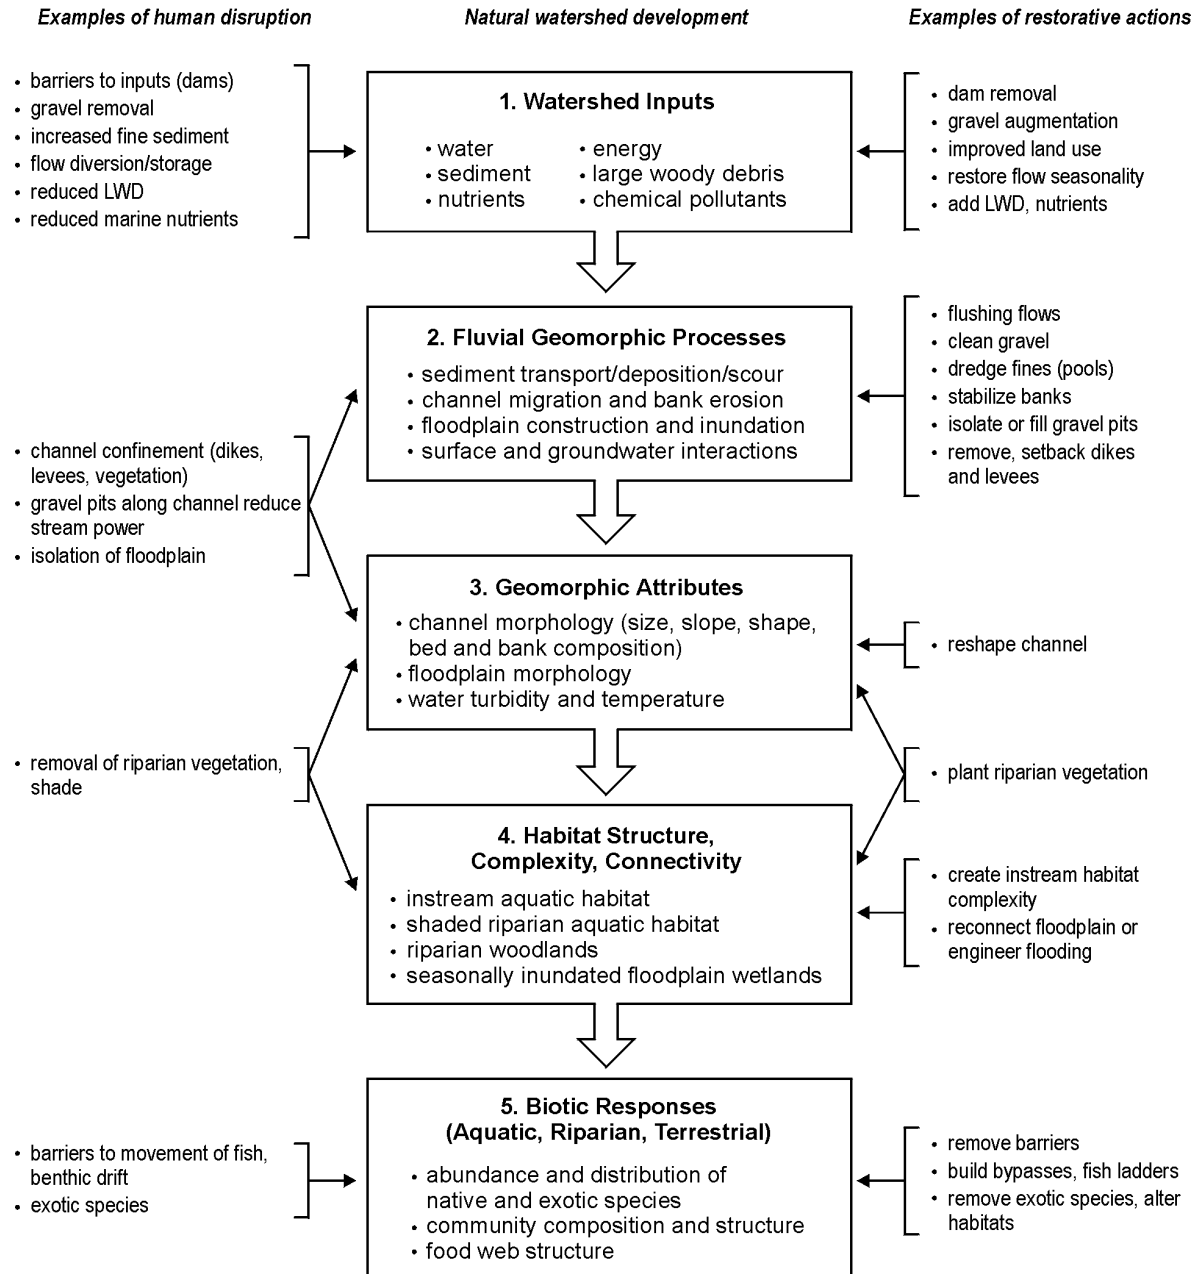 Examples of human disruption
Natural watershed development
Examples of restorative actions
• barriers to inputs (dams)
• gravel removal
• increased fine sediment
• flow diversion/storage
• reduced LWD
• reduced marine nutrients
1. Watershed Inputs
• water
• sediment
• nutrients
• energy
• large woody debris
• chemical pollutants
• dam removal
• gravel augmentation
• improved land use
• restore flow seasonality
• add LWD, nutrients
2. Fluvial Geomorphic Processes
• sediment transport/deposition/scour
• channel migration and bank erosion
• floodplain construction and inundation
• surface and groundwater interactions
• flushing flows
• clean gravel
• dredge fines (pools)
• stabilize banks
• isolate or fill gravel pits
• remove, setback dikes
and levees
• channel confinement (dikes,
levees, vegetation)
• gravel pits along channel reduce
stream power
• isolation of floodplain
3. Geomorphic Attributes
• channel morphology (size, slope, shape,
bed and bank composition)
• floodplain morphology
• water turbidity and temperature
• reshape channel
• removal of riparian vegetation,
shade
• plant riparian vegetation
4. Habitat Structure,
Complexity, Connectivity
• instream aquatic habitat
• shaded riparian aquatic habitat
• riparian woodlands
• seasonally inundated floodplain wetlands
• create instream habitat
complexity
• reconnect floodplain or
engineer flooding
5. Biotic Responses
(Aquatic, Riparian, Terrestrial)
• abundance and distribution of
native and exotic species
• community composition and structure
• food web structure
• barriers to movement of fish,
benthic drift
• exotic species
• remove barriers
• build bypasses, fish ladders
• remove exotic species, alter
habitats